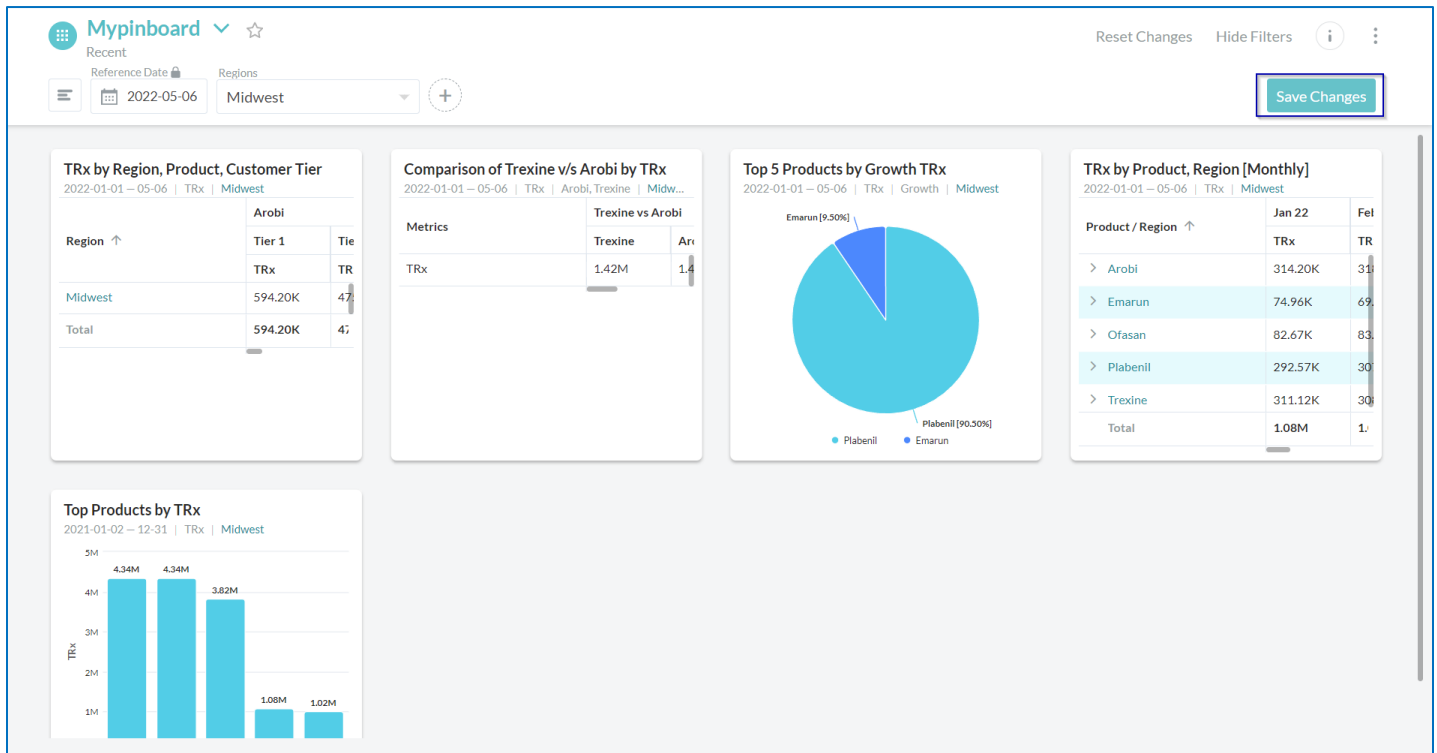 Mypinboard
Recent
Reset Changes Hide Filters i
Reference Date Regions
2022-05-06 Midwest +
Save Changes
TRx by Region, Product, Customer Tier
2022-01-01 — 05-06 | TRx | Midwest
Arobi
Region ↑ Tier 1
TRx
Midwest 594.20K
Total 594.20K
Comparison of Trexine v/s Arobi by TRx
2022-01-01 — 05-06 | TRx | Arobi, Trexine | Midw...
Metrics Trexine vs Arobi
Trexine
TRx 1.42M
Top 5 Products by Growth TRx
2022-01-01 — 05-06 | TRx | Growth | Midwest
Emarun [9.50%]
Plabenil [90.50%]
Plabenil Emarun
TRx by Product, Region [Monthly]
2022-01-01 — 05-06 | TRx | Midwest
Product / Region ↑ Jan 22
TRx
Arobi 314.20K
Emarun 74.96K
Ofasan 82.67K
Plabenil 292.57K
Trexine 311.12K
Total 1.08M
Top Products by TRx
2021-01-02 — 12-31 | TRx | Midwest
5M
4.34M 4.34M
4M 3.82M
3M
TRx
2M
1.08M 1.02M
1M